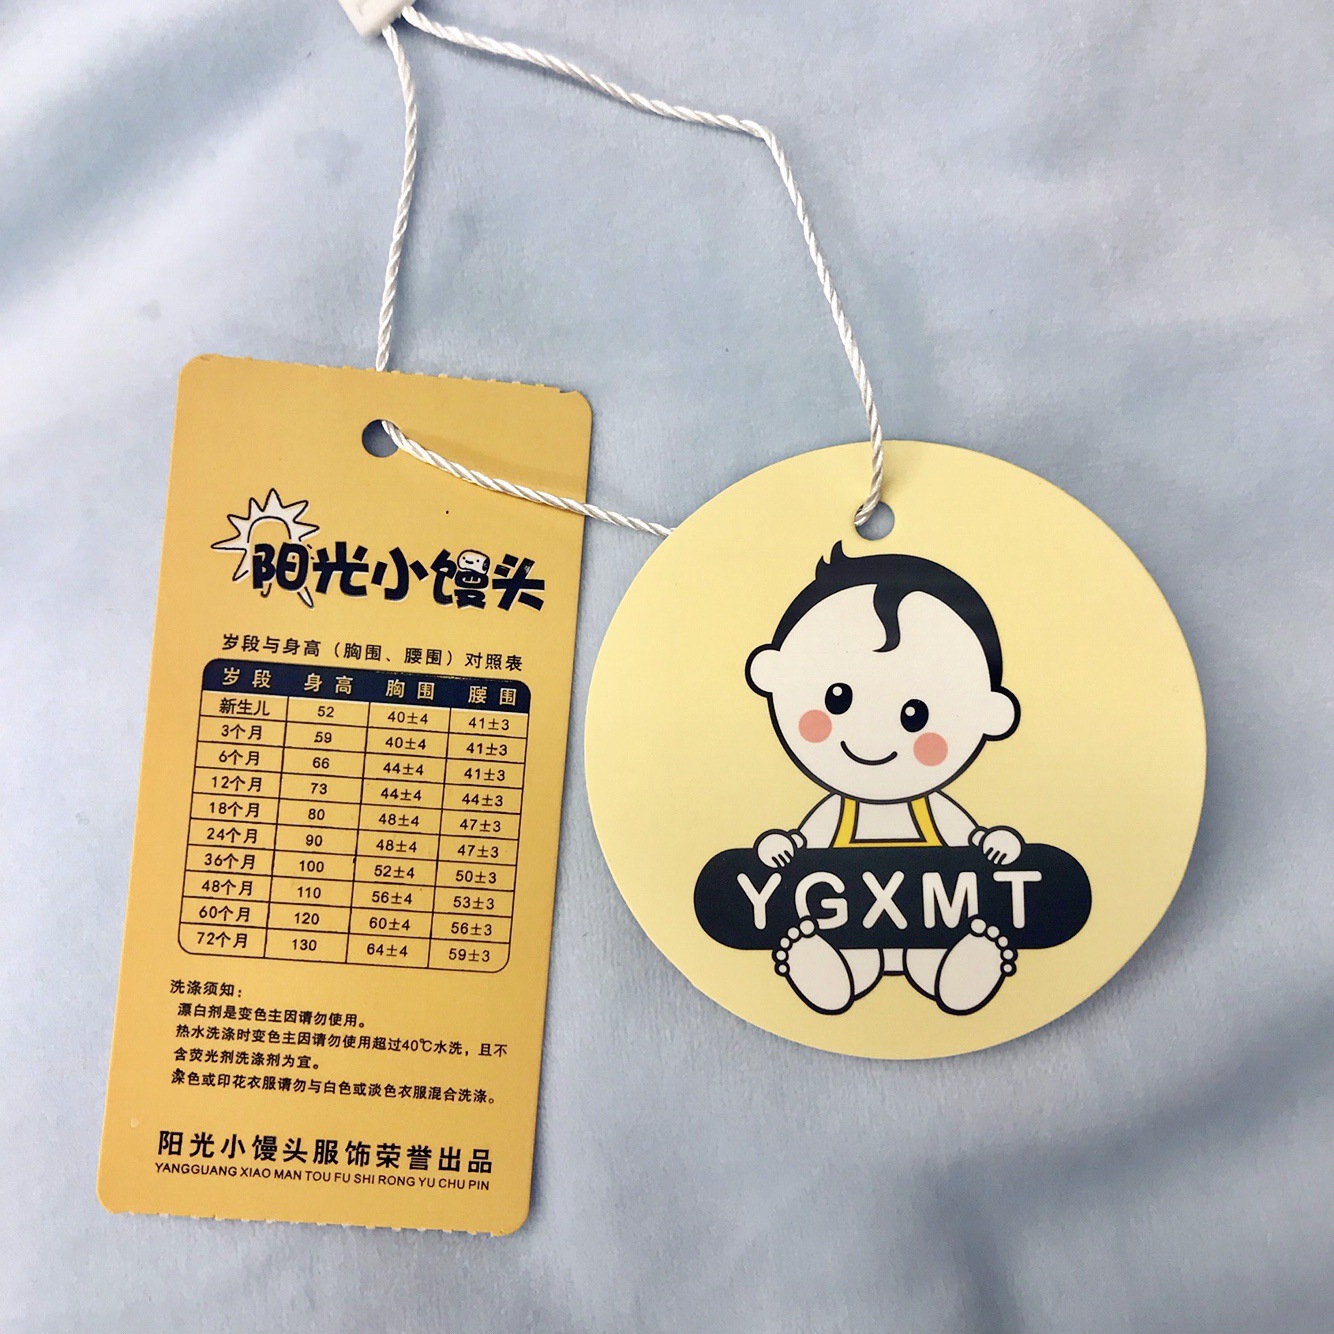 阳光小馒头
岁段与身高（胸围、腰围）对照表
岁段 身高 胸围 腰围
新生儿 52 40±4 41±3
3个月 59 40±4 41±3
6个月 66 44±4 41±3
12个月 73 44±4 44±3
18个月 80 48±4 47±3
24个月 90 48±4 47±3
36个月 100 52±4 50±3
48个月 110 56±4 53±3
60个月 120 60±4 56±3
72个月 130 64±4 59±3
洗涤须知：
漂白剂是变色主因请勿使用。
热水洗涤时变色主因请勿使用超过40℃水洗，且不
含荧光剂洗涤剂为宜。
染色或印花衣服请勿与白色或淡色衣服混合洗涤。
阳光小馒头服饰荣誉出品
YANGGUANG XIAO MAN TOU FU SHI RONG YU CHU PIN
YGXMT